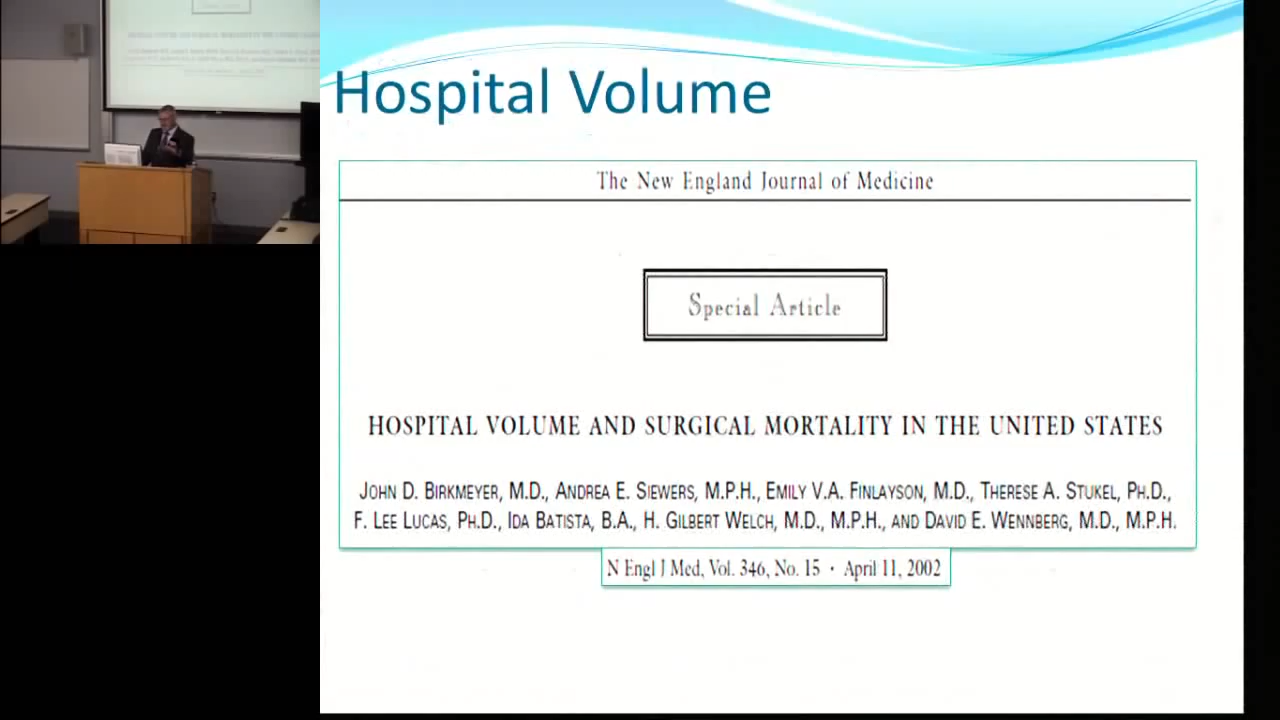 Hospital Volume
The New England Journal of Medicine
Special Article
HOSPITAL VOLUME AND SURGICAL MORTALITY IN THE UNITED STATES
JOHN D. BIRKMEYER, M.D., ANDREA E. SIEWERS, M.P.H., EMILY V.A. FINLAYSON, M.D., THERESE A. STUKEL, PH.D.,
F. LEE LUCAS, PH.D., IDA BATISTA, B.A., H. GILBERT WELCH, M.D., M.P.H., AND DAVID E. WENNBERG, M.D., M.P.H.
N Engl J Med, Vol. 346, No. 15 · April 11, 2002